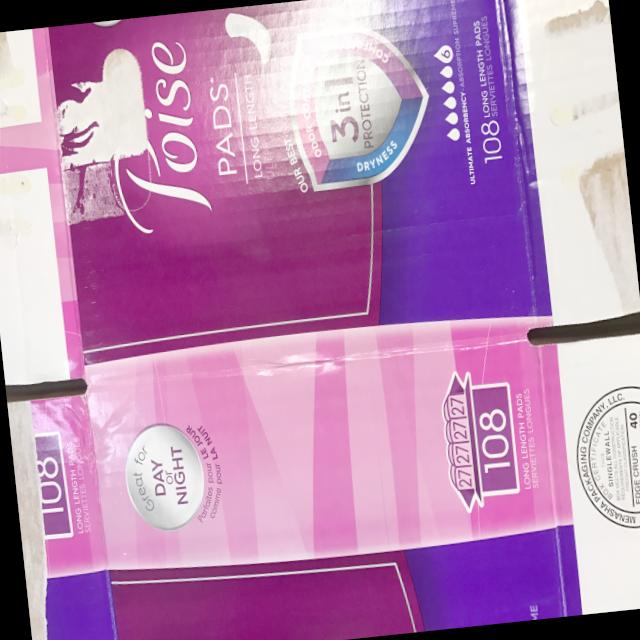 Poise
PADS
LONG LENGTH
OUR BEST
3 in 1
PROTECTION
DRYNESS
6
ULTIMATE ABSORBENCY • ABSORPTION SUPRÊME
108 LONG LENGTH PADS
SERVIETTES LONGUES
Great for
DAY
or
NIGHT
Parfaites pour LE JOUR
comme pour LA NUIT
27 27 27 27
108
LONG LENGTH PADS
SERVIETTES LONGUES
108
LONG LENGTH PADS
SERVIETTES LONGUES
MENASHA PACKAGING COMPANY, LLC.
SINGLEWALL
EDGE CRUSH 40
ME